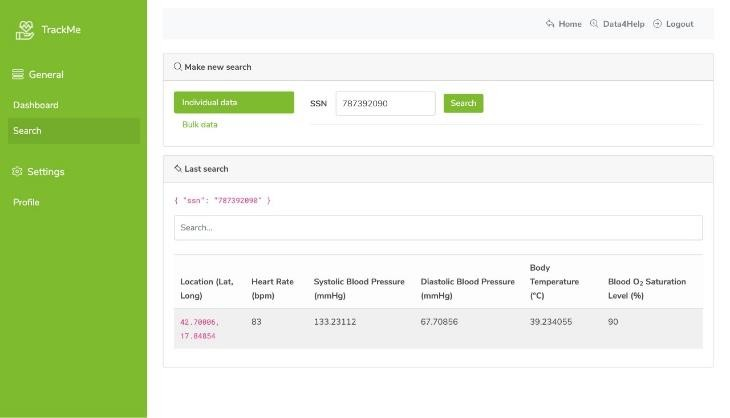 TrackMe
Home Data4Help Logout
General
Dashboard
Search
Settings
Profile
Make new search
Individual data
SSN 787392090 Search
Bulk data
Last search
{ "ssn": "787392090" }
Search...
Location (Lat, Long) Heart Rate (bpm) Systolic Blood Pressure (mmHg) Diastolic Blood Pressure (mmHg) Body Temperature (°C) Blood O₂ Saturation Level (%)
42.70006, 17.84854 83 133.23112 67.70856 39.234055 90